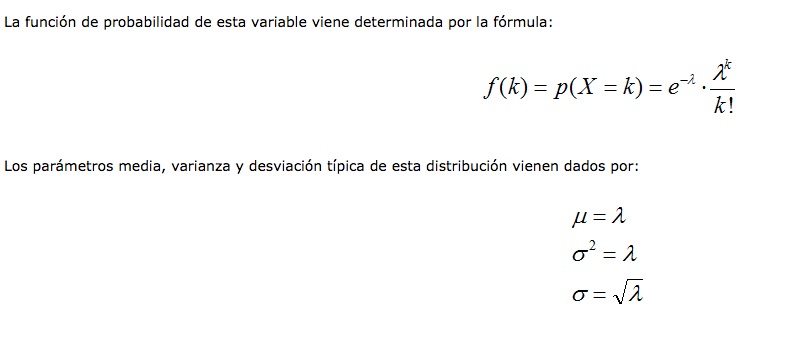 La función de probabilidad de esta variable viene determinada por la fórmula:
f(k) = p(X = k) = e^{-λ} · \frac{λ^k}{k!}
Los parámetros media, varianza y desviación típica de esta distribución vienen dados por:
μ = λ
σ² = λ
σ = √λ